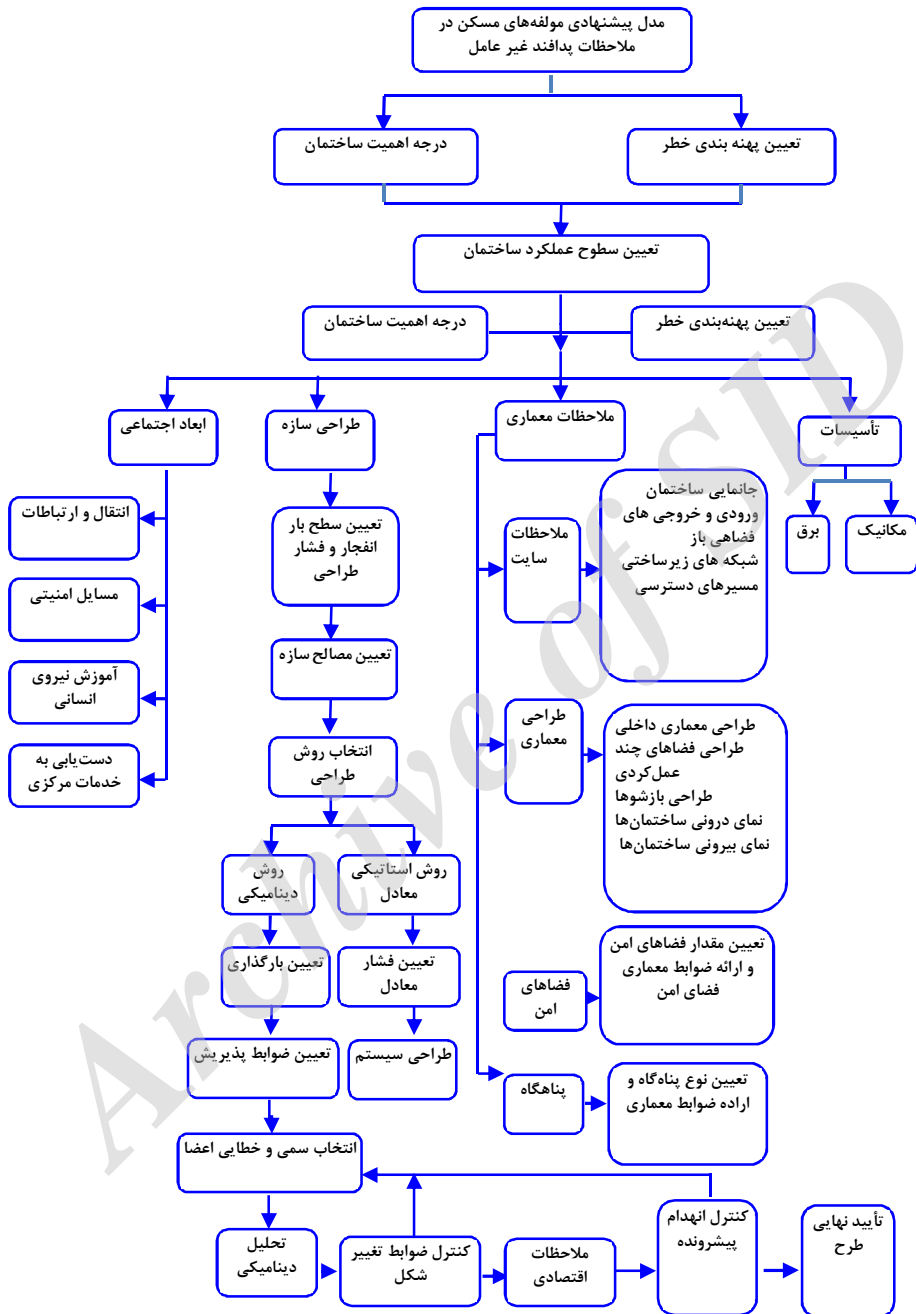 مدل پیشنهادی مولفه‌های مسکن در
ملاحظات پدافند غیر عامل
تعیین پهنه بندی خطر
درجه اهمیت ساختمان
تعیین سطوح عملکرد ساختمان
تعیین پهنه‌بندی خطر
درجه اهمیت ساختمان
تأسیسات
ملاحظات معماری
طراحی سازه
ابعاد اجتماعی
مکانیک
برق
جانمایی ساختمان
ورودی و خروجی های
فضاهی باز
شبکه های زیرساختی
مسیرهای دسترسی
ملاحظات
سایت
طراحی معماری داخلی
طراحی فضاهای چند
عمل‌کردی
طراحی بازشوها
نمای درونی ساختمان‌ها
نمای بیرونی ساختمان‌ها
طراحی
معماری
تعیین مقدار فضاهای امن
و ارائه ضوابط معماری
فضای امن
فضاهای
امن
تعیین نوع پناه‌گاه و
اراده ضوابط معماری
پناهگاه
تعیین سطح بار
انفجار و فشار
طراحی
تعیین مصالح سازه
انتخاب روش
طراحی
روش استاتیکی
معادل
روش
دینامیکی
تعیین فشار
معادل
تعیین بارگذاری
طراحی سیستم
تعیین ضوابط پذیریش
انتخاب سمی و خطایی اعضا
انتقال و ارتباطات
مسایل امنیتی
آموزش نیروی
انسانی
دست‌یابی به
خدمات مرکزی
تحلیل
دینامیکی
کنترل ضوابط تغییر
شکل
ملاحظات
اقتصادی
کنترل انهدام
پیشرونده
تأیید نهایی
طرح
Archive of SID